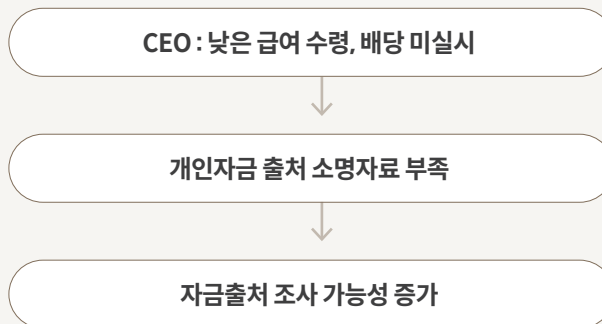 CEO : 낮은 급여 수령, 배당 미실시
개인자금 출처 소명자료 부족
자금출처 조사 가능성 증가